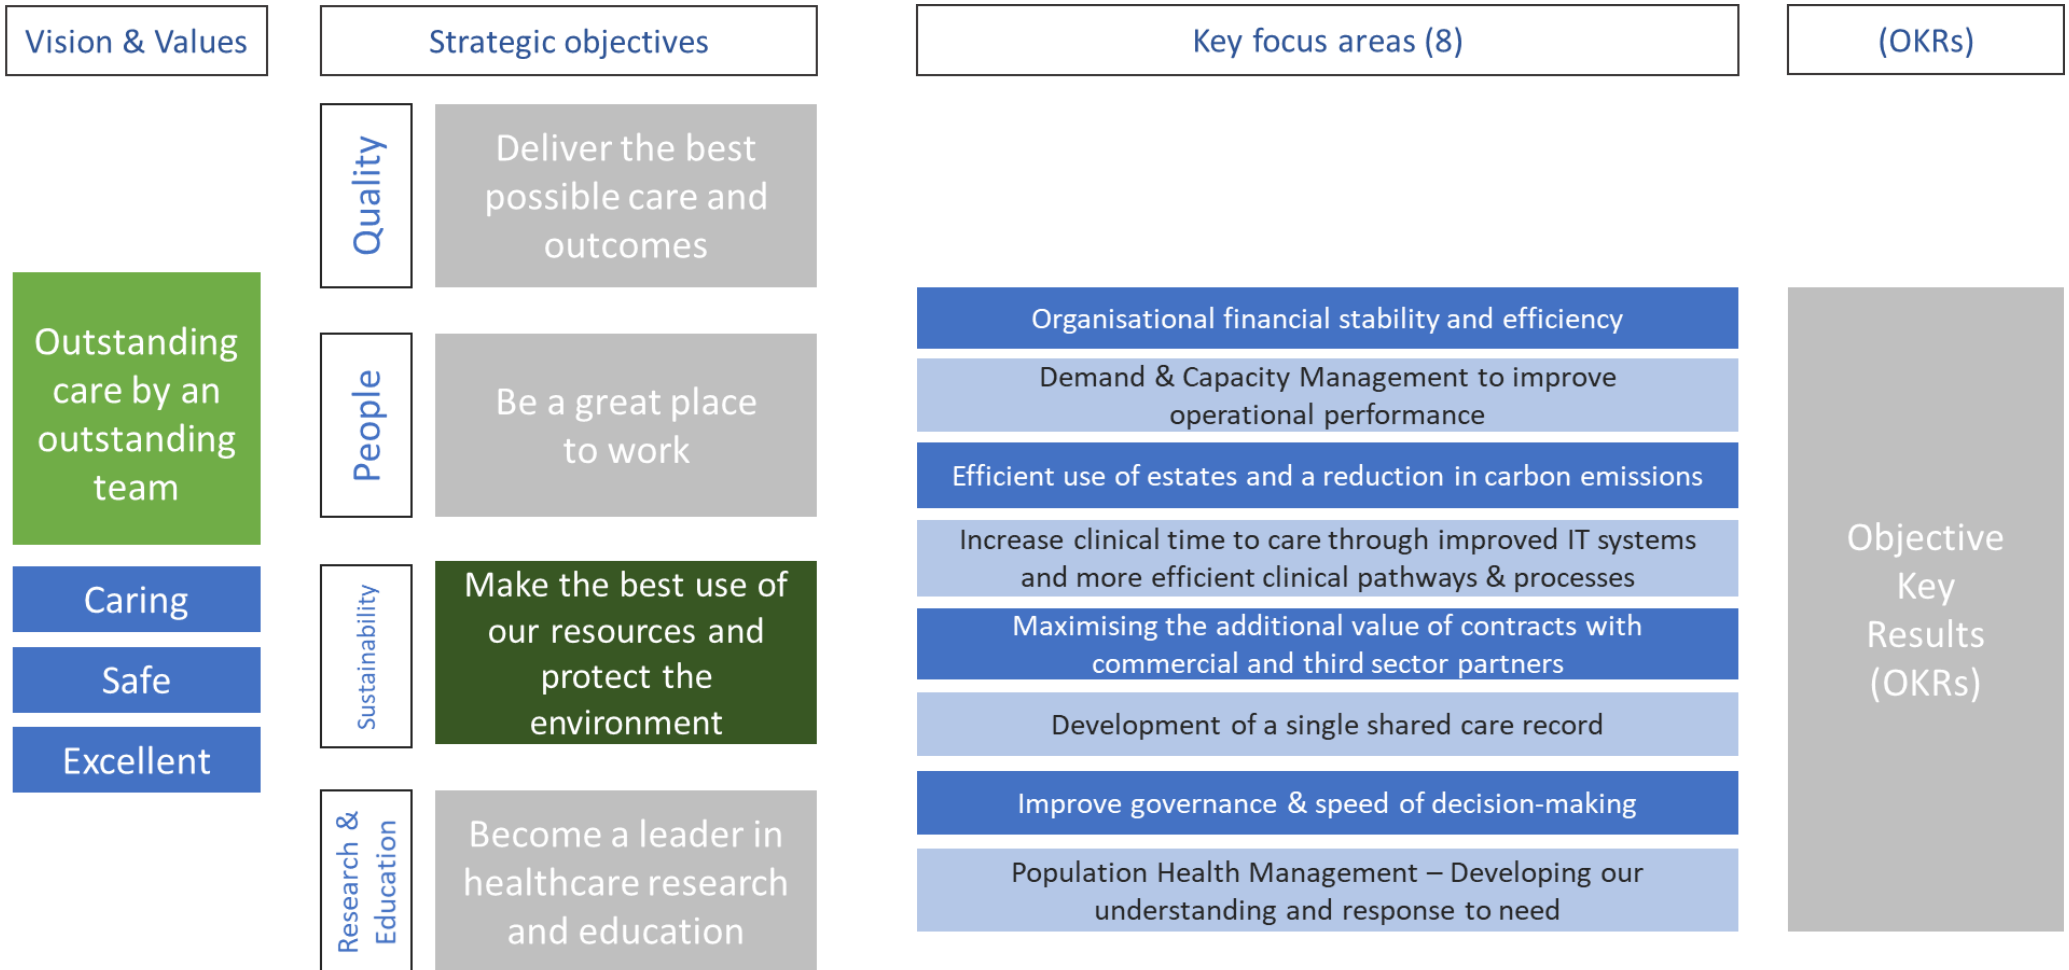 Vision & Values
Strategic objectives
Key focus areas (8)
(OKRs)
Outstanding
care by an
outstanding
team
Caring
Safe
Excellent
Quality
Deliver the best
possible care and
outcomes
People
Be a great place
to work
Sustainability
Make the best use of
our resources and
protect the
environment
Research &
Education
Become a leader in
healthcare research
and education
Organisational financial stability and efficiency
Demand & Capacity Management to improve
operational performance
Efficient use of estates and a reduction in carbon emissions
Increase clinical time to care through improved IT systems
and more efficient clinical pathways & processes
Maximising the additional value of contracts with
commercial and third sector partners
Development of a single shared care record
Improve governance & speed of decision-making
Population Health Management – Developing our
understanding and response to need
Objective
Key
Results
(OKRs)